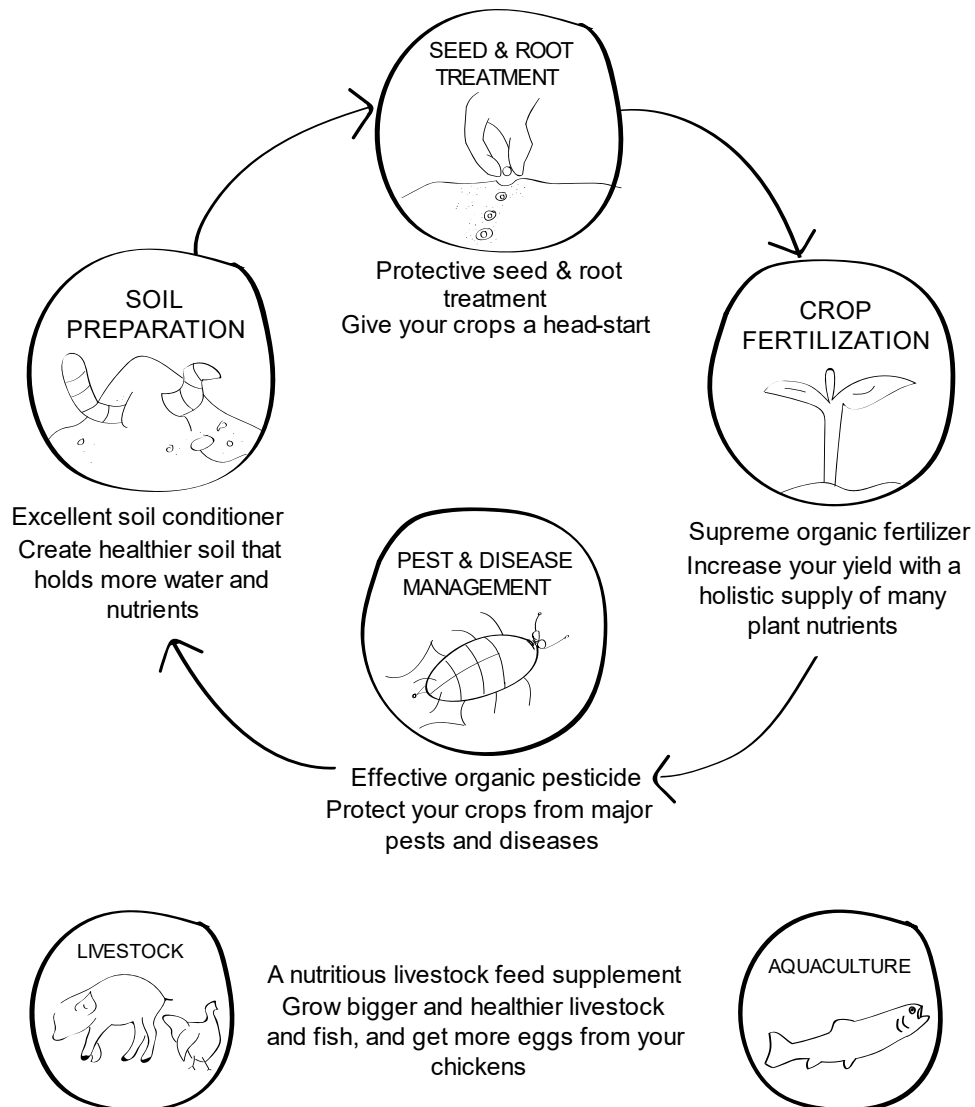 SEED & ROOT
TREATMENT
Protective seed & root
treatment
Give your crops a head-start
SOIL
PREPARATION
Excellent soil conditioner
Create healthier soil that
holds more water and
nutrients
CROP
FERTILIZATION
Supreme organic fertilizer
Increase your yield with a
holistic supply of many
plant nutrients
PEST & DISEASE
MANAGEMENT
Effective organic pesticide
Protect your crops from major
pests and diseases
LIVESTOCK
A nutritious livestock feed supplement
Grow bigger and healthier livestock
and fish, and get more eggs from your
chickens
AQUACULTURE